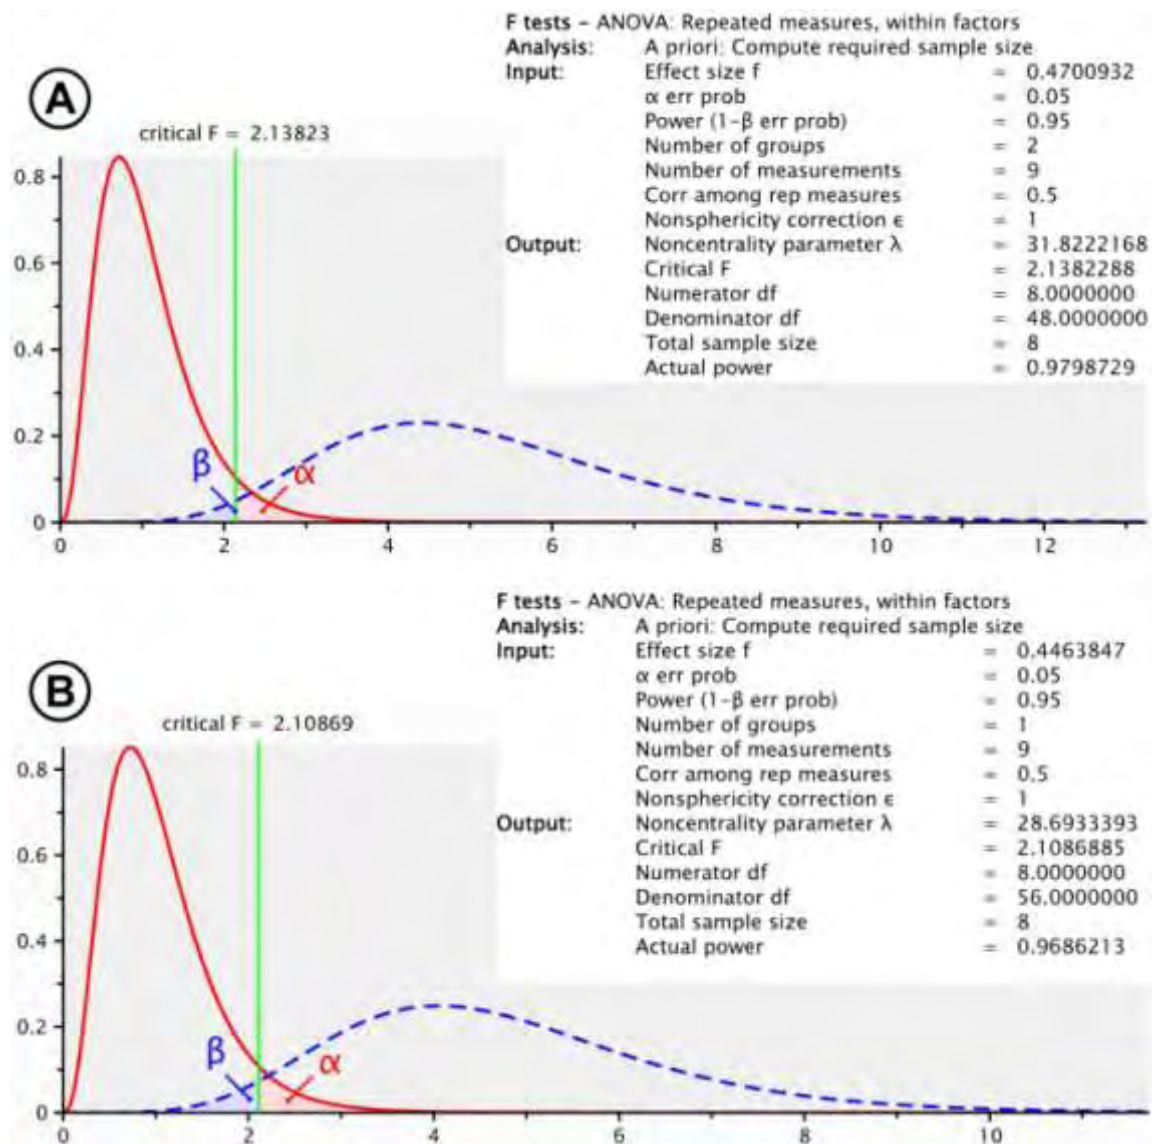 F tests – ANOVA: Repeated measures, within factors
Analysis: A priori: Compute required sample size
Input: Effect size f = 0.4700932
α err prob = 0.05
Power (1-β err prob) = 0.95
Number of groups = 2
Number of measurements = 9
Corr among rep measures = 0.5
Nonsphericity correction ϵ = 1
Output: Noncentrality parameter λ = 31.8222168
Critical F = 2.1382288
Numerator df = 8.0000000
Denominator df = 48.0000000
Total sample size = 8
Actual power = 0.9798729
A
critical F = 2.13823
0.8
0.6
0.4
0.2
0
β
α
0 2 4 6 8 10 12
F tests – ANOVA: Repeated measures, within factors
Analysis: A priori: Compute required sample size
Input: Effect size f = 0.4463847
α err prob = 0.05
Power (1-β err prob) = 0.95
Number of groups = 1
Number of measurements = 9
Corr among rep measures = 0.5
Nonsphericity correction ϵ = 1
Output: Noncentrality parameter λ = 28.6933393
Critical F = 2.1086885
Numerator df = 8.0000000
Denominator df = 56.0000000
Total sample size = 8
Actual power = 0.9686213
B
critical F = 2.10869
0.8
0.6
0.4
0.2
0
β
α
0 2 4 6 8 10